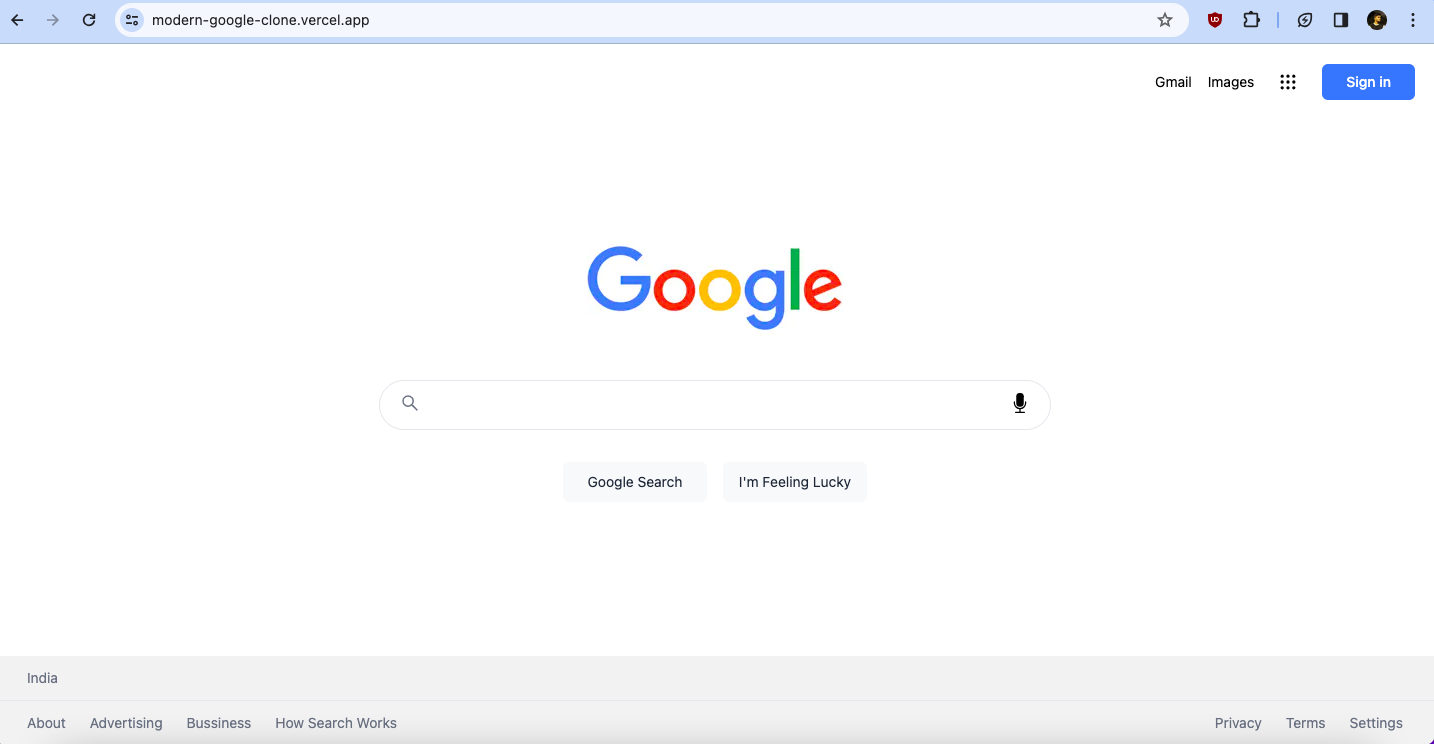 modern-google-clone.vercel.app
Gmail Images Sign in
Google
Google Search I'm Feeling Lucky
India
About Advertising Bussiness How Search Works Privacy Terms Settings